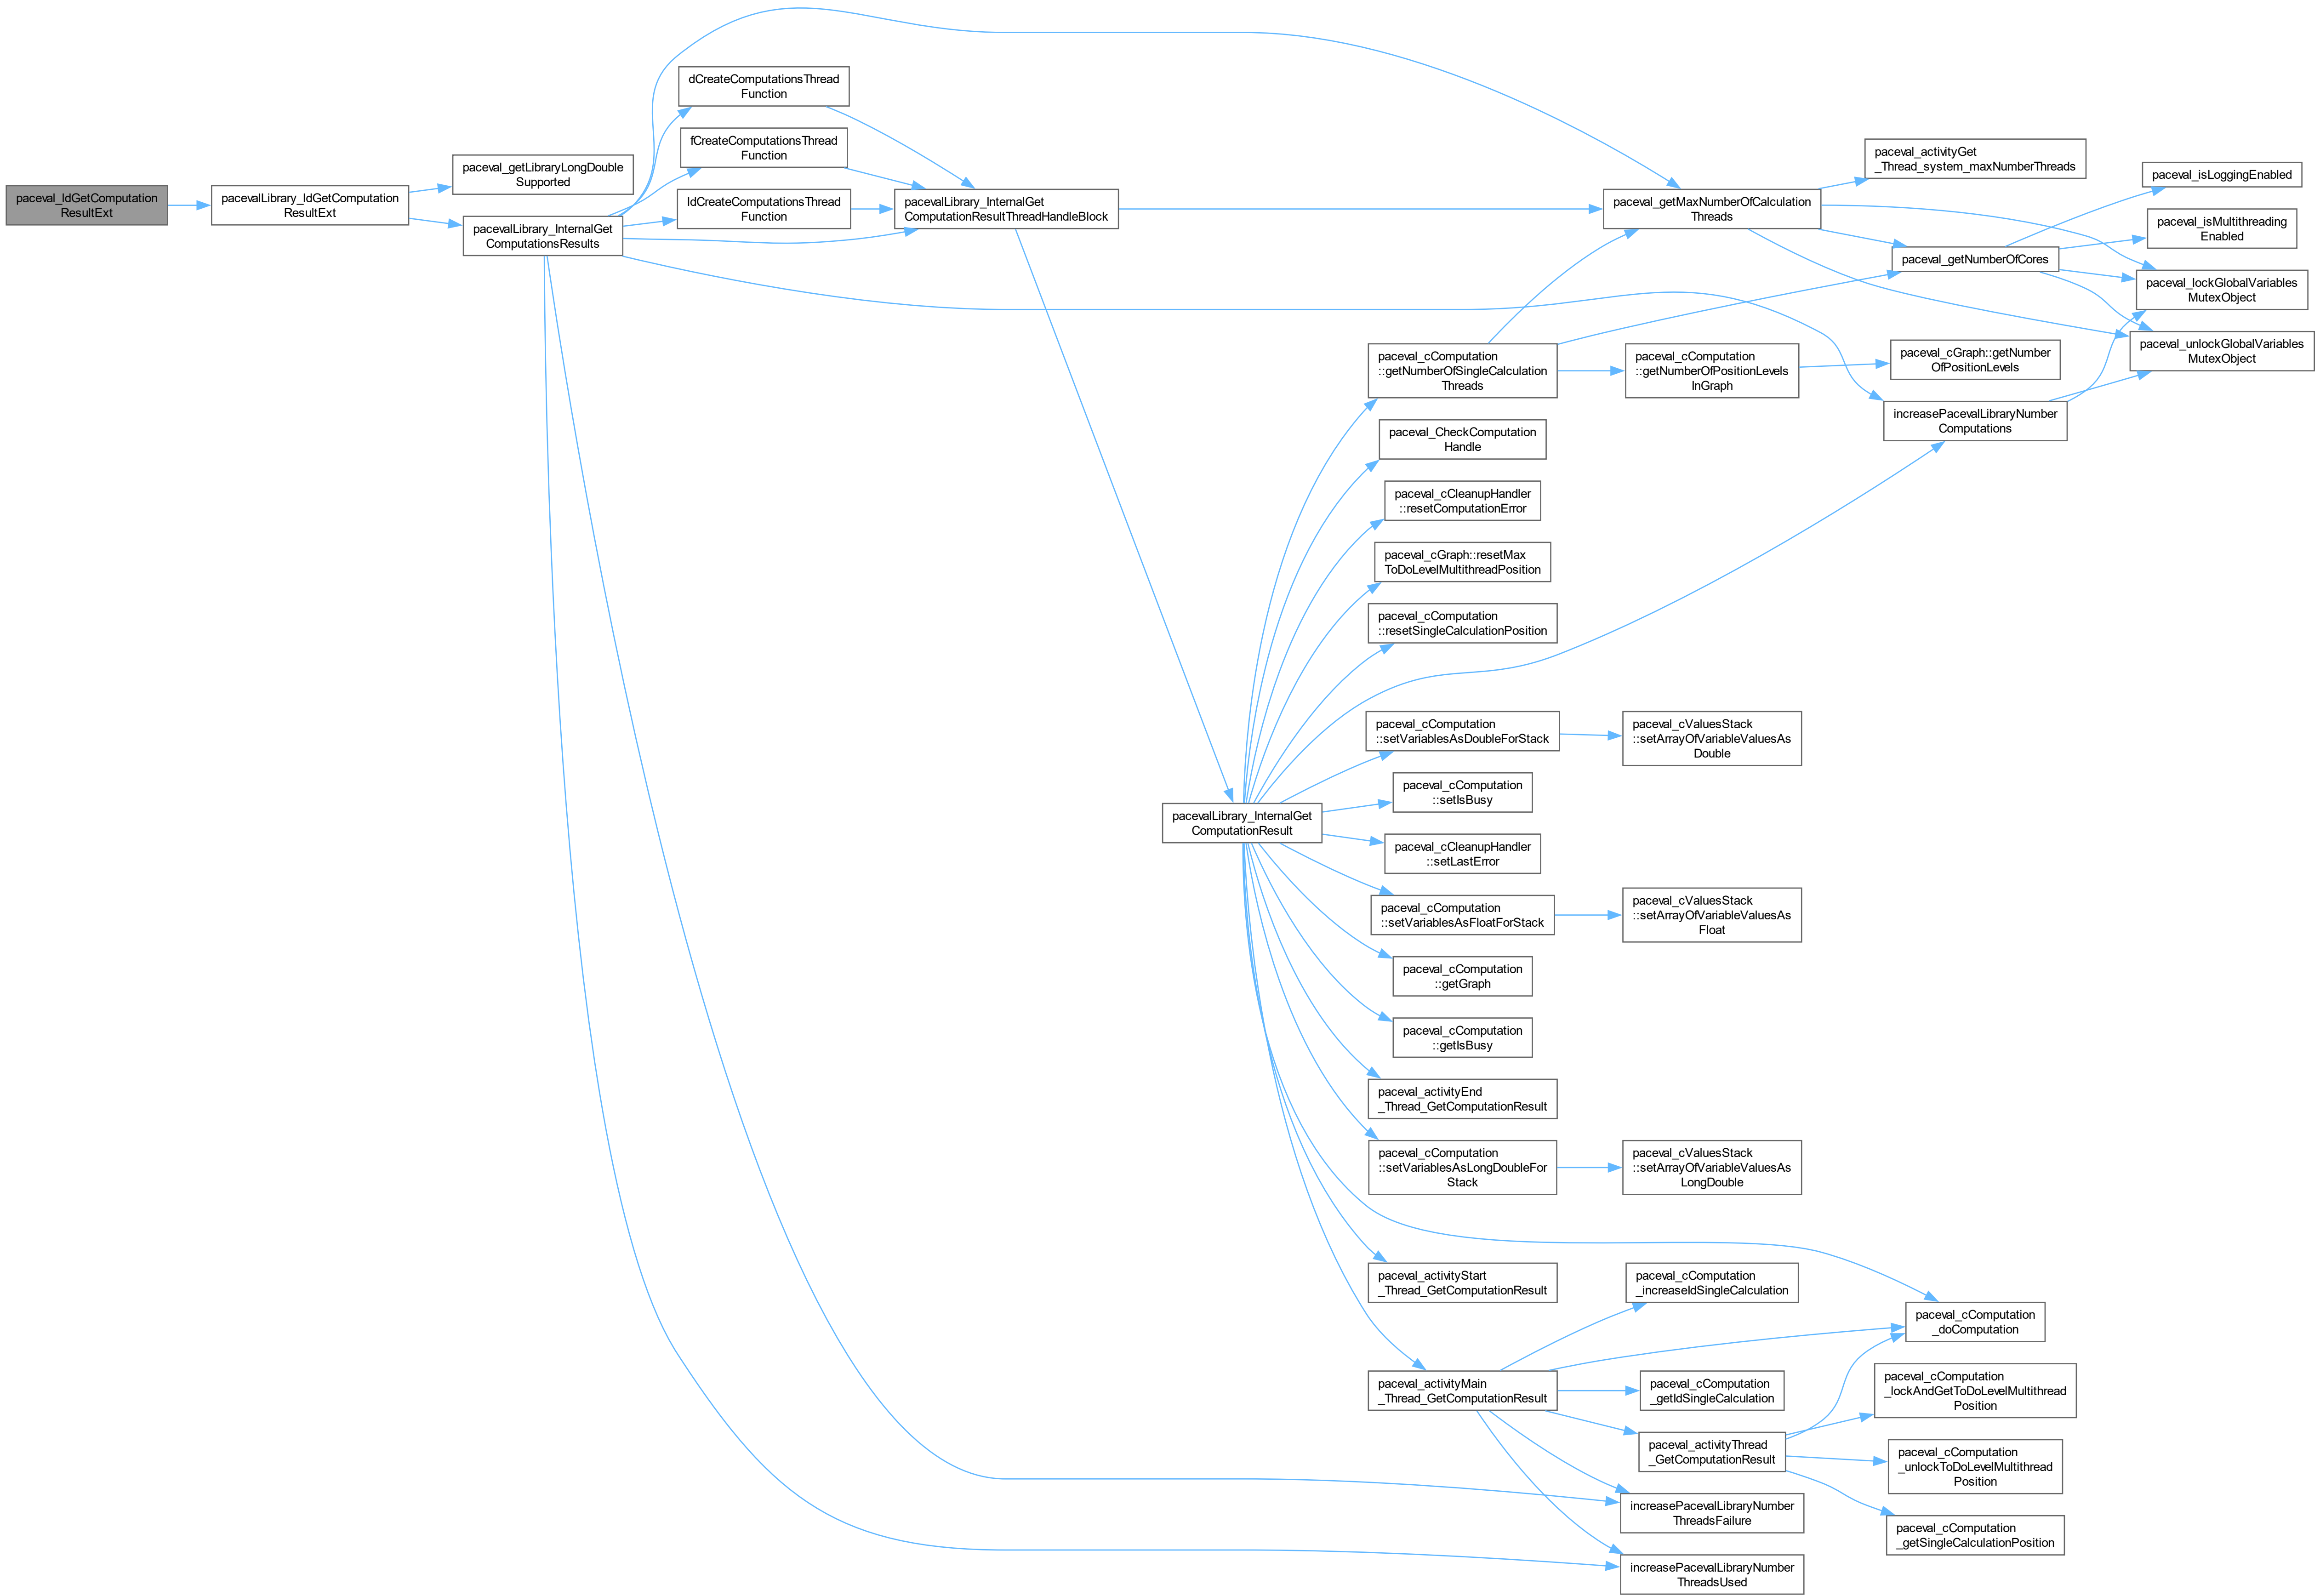 paceval_ldGetComputation
ResultExt
pacevalLibrary_ldGetComputation
ResultExt
paceval_getLibraryLongDouble
Supported
pacevalLibrary_InternalGet
ComputationsResults
dCreateComputationsThread
Function
fCreateComputationsThread
Function
ldCreateComputationsThread
Function
pacevalLibrary_InternalGet
ComputationResultThreadHandleBlock
pacevalLibrary_InternalGet
ComputationResult
paceval_cComputation
::getNumberOfSingleCalculation
Threads
paceval_CheckComputation
Handle
paceval_cCleanupHandler
::resetComputationError
paceval_cGraph::resetMax
ToDoLevelMultithreadPosition
paceval_cComputation
::resetSingleCalculationPosition
paceval_cComputation
::setVariablesAsDoubleForStack
paceval_cComputation
::setIsBusy
paceval_cCleanupHandler
::setLastError
paceval_cComputation
::setVariablesAsFloatForStack
paceval_cComputation
::getGraph
paceval_cComputation
::getIsBusy
paceval_activityEnd
_Thread_GetComputationResult
paceval_cComputation
::setVariablesAsLongDoubleFor
Stack
paceval_activityStart
_Thread_GetComputationResult
paceval_activityMain
_Thread_GetComputationResult
paceval_getMaxNumberOfCalculation
Threads
paceval_cComputation
::getNumberOfPositionLevels
InGraph
paceval_cValuesStack
::setArrayOfVariableValuesAs
Double
paceval_cValuesStack
::setArrayOfVariableValuesAs
Float
paceval_cValuesStack
::setArrayOfVariableValuesAs
LongDouble
paceval_cComputation
_increaseIdSingleCalculation
paceval_cComputation
_getIdSingleCalculation
paceval_activityThread
_GetComputationResult
increasePacevalLibraryNumber
ThreadsFailure
increasePacevalLibraryNumber
ThreadsUsed
paceval_activityGet
_Thread_system_maxNumberThreads
paceval_getNumberOfCores
paceval_cGraph::getNumber
OfPositionLevels
increasePacevalLibraryNumber
Computations
paceval_cComputation
_doComputation
paceval_cComputation
_lockAndGetToDoLevelMultithread
Position
paceval_cComputation
_unlockToDoLevelMultithread
Position
paceval_cComputation
_getSingleCalculationPosition
paceval_isLoggingEnabled
paceval_isMultithreading
Enabled
paceval_lockGlobalVariables
MutexObject
paceval_unlockGlobalVariables
MutexObject